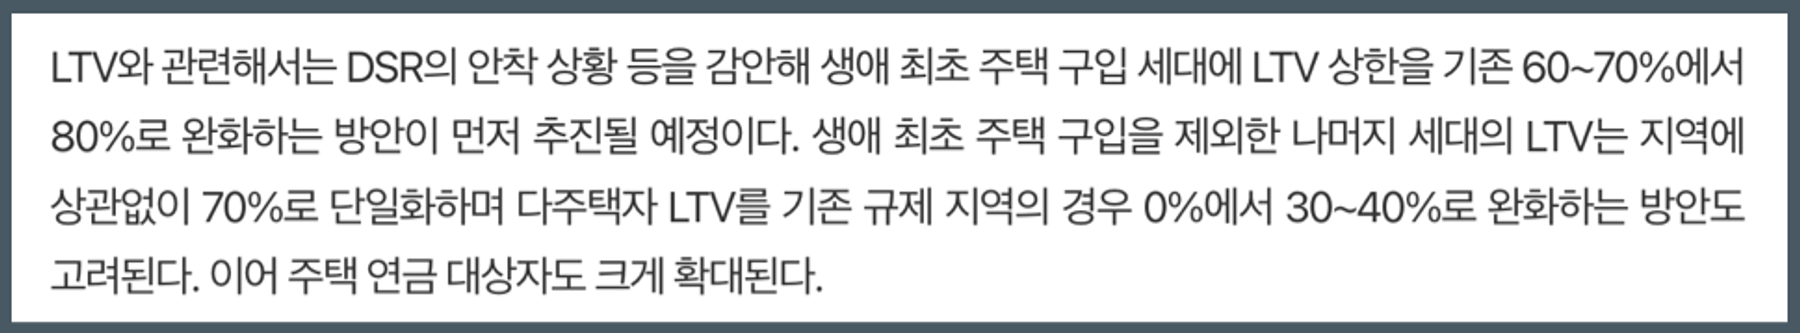 LTV와 관련해서는 DSR의 안착 상황 등을 감안해 생애 최초 주택 구입 세대에 LTV 상한을 기존 60~70%에서
80%로 완화하는 방안이 먼저 추진될 예정이다. 생애 최초 주택 구입을 제외한 나머지 세대의 LTV는 지역에
상관없이 70%로 단일화하며 다주택자 LTV를 기존 규제 지역의 경우 0%에서 30~40%로 완화하는 방안도
고려된다. 이어 주택 연금 대상자도 크게 확대된다.